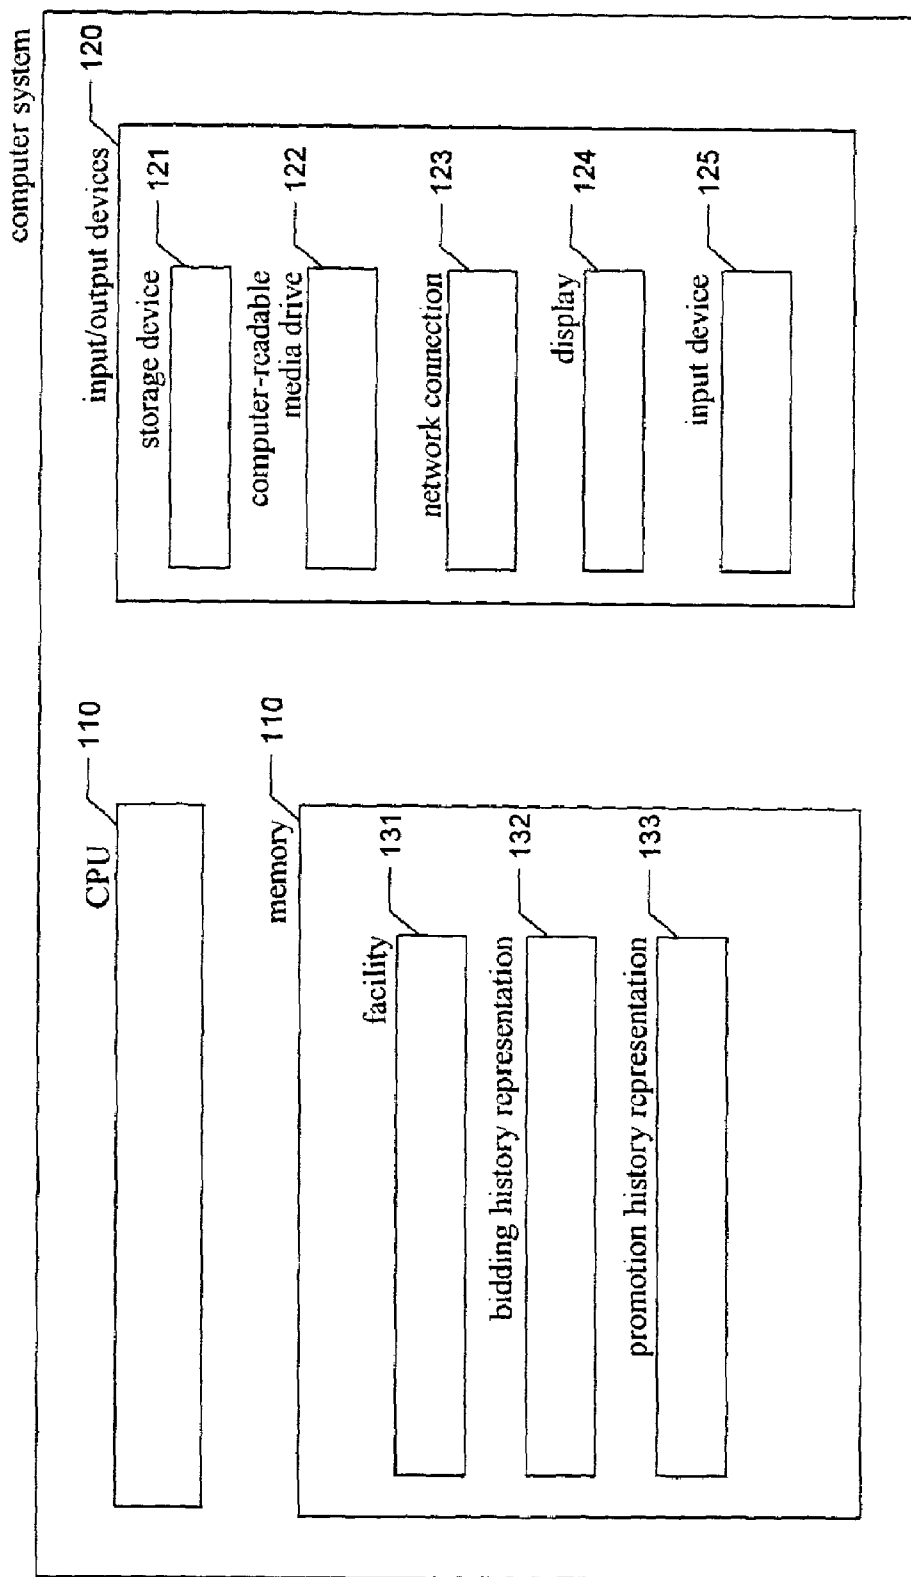 computer system
CPU
110
memory
110
facility
131
bidding history representation
132
promotion history representation
133
input/output devices
120
storage device
121
computer-readable
media drive
122
network connection
123
display
124
input device
125